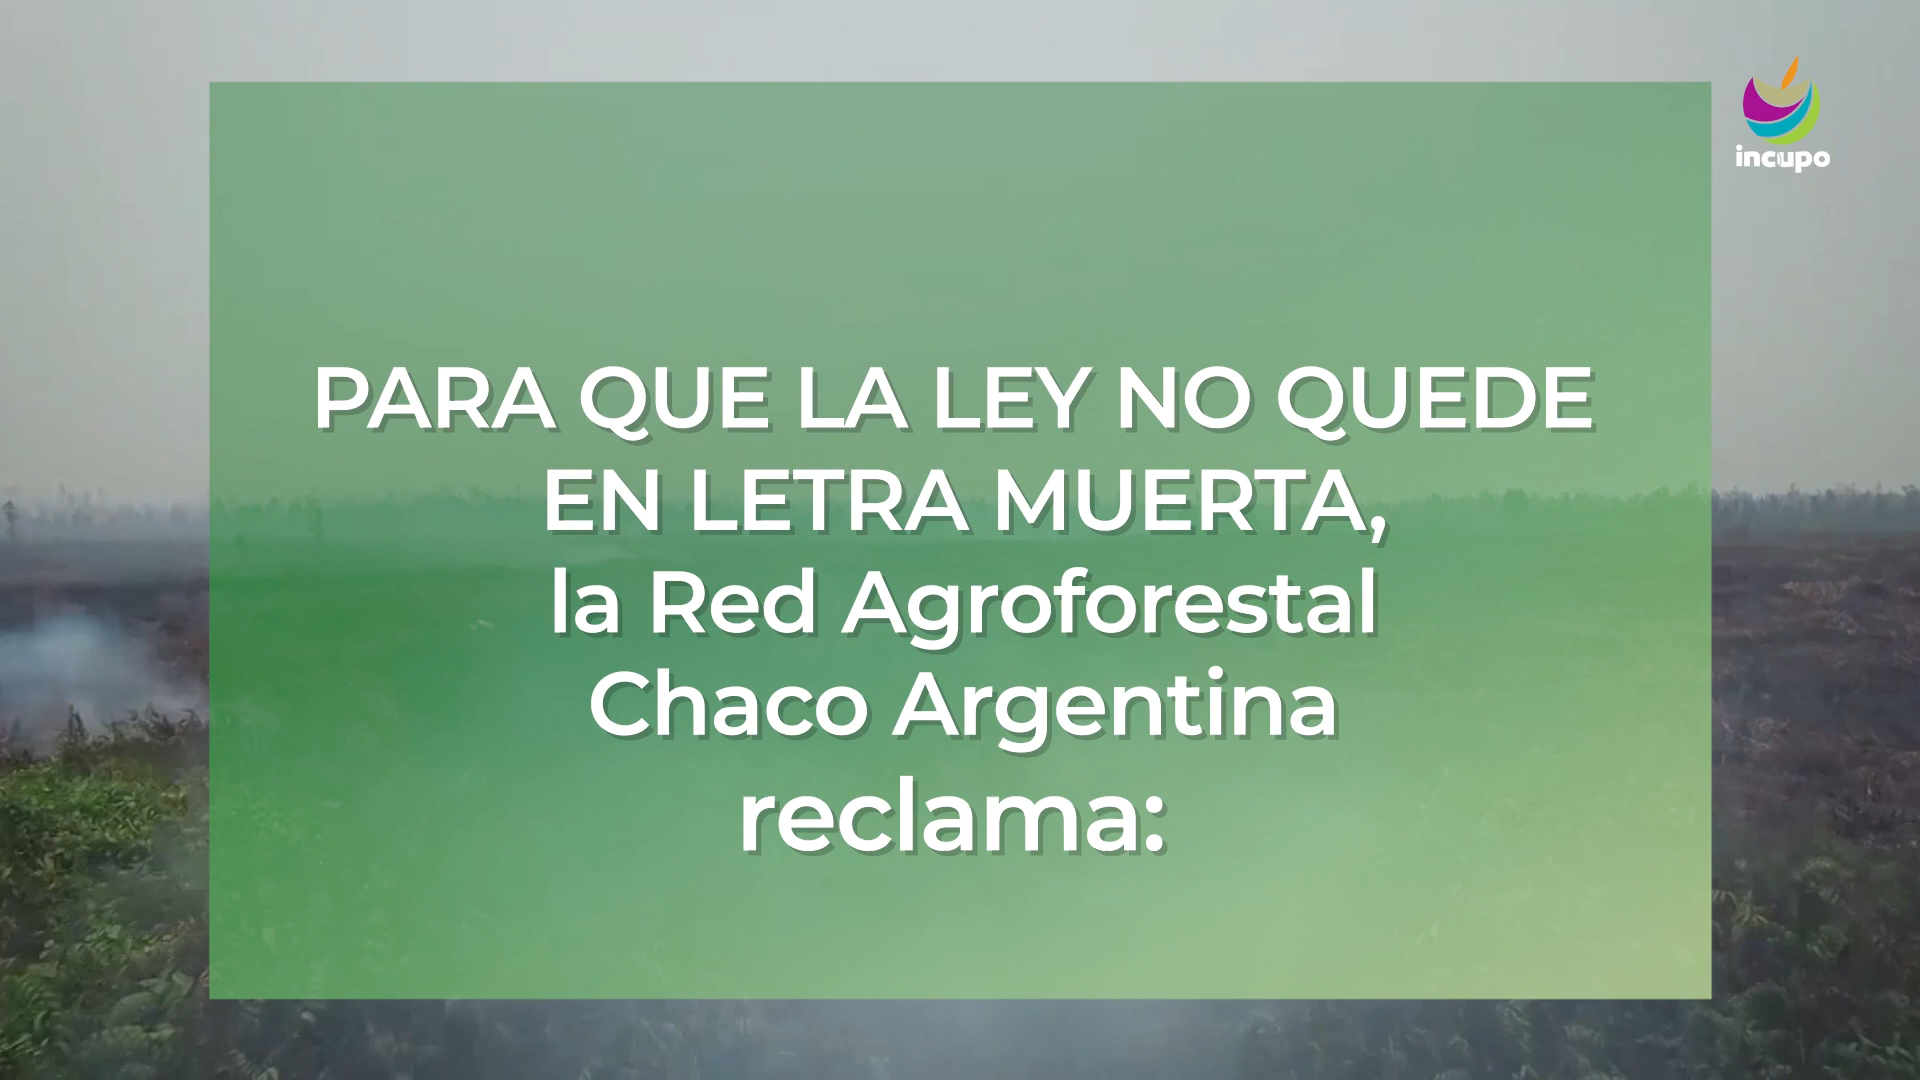 incupo
PARA QUE LA LEY NO QUEDE
EN LETRA MUERTA,
la Red Agroforestal
Chaco Argentina
reclama: